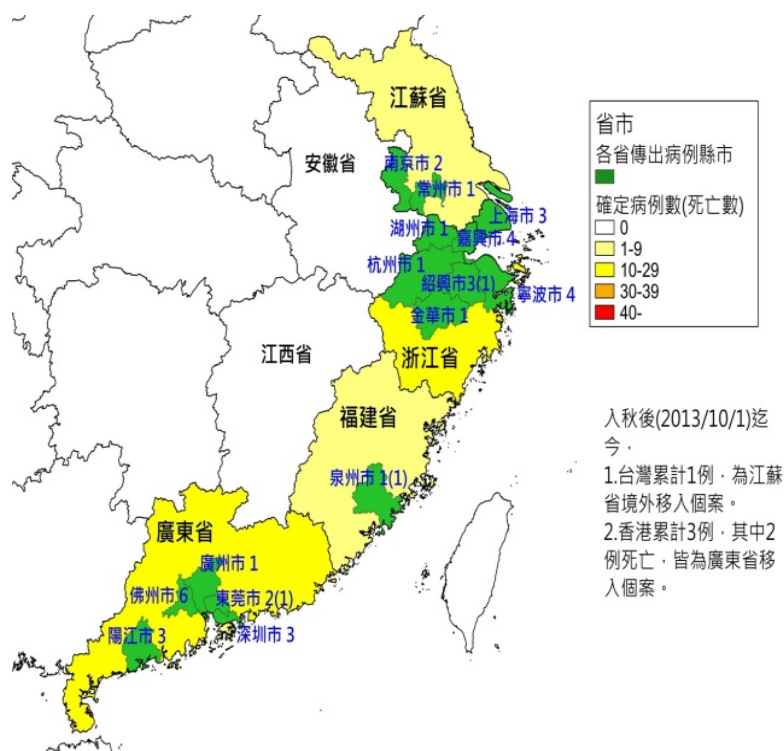 江蘇省
安徽省
南京市 2
常州市 1
上海市 3
湖州市 1
嘉興市 4
杭州市 1
紹興市3(1)
寧波市 4
金華市 1
浙江省
江西省
福建省
泉州市 1(1)
廣東省
廣州市 1
佛州市 6
東莞市 2(1)
陽江市 3
深圳市 3
省市
各省傳出病例縣市
確定病例數(死亡數)
0
1-9
10-29
30-39
40-
入秋後(2013/10/1)迄
今，
1.台灣累計1例，為江蘇
省境外移入個案。
2.香港累計3例，其中2
例死亡，皆為廣東省移
入個案。